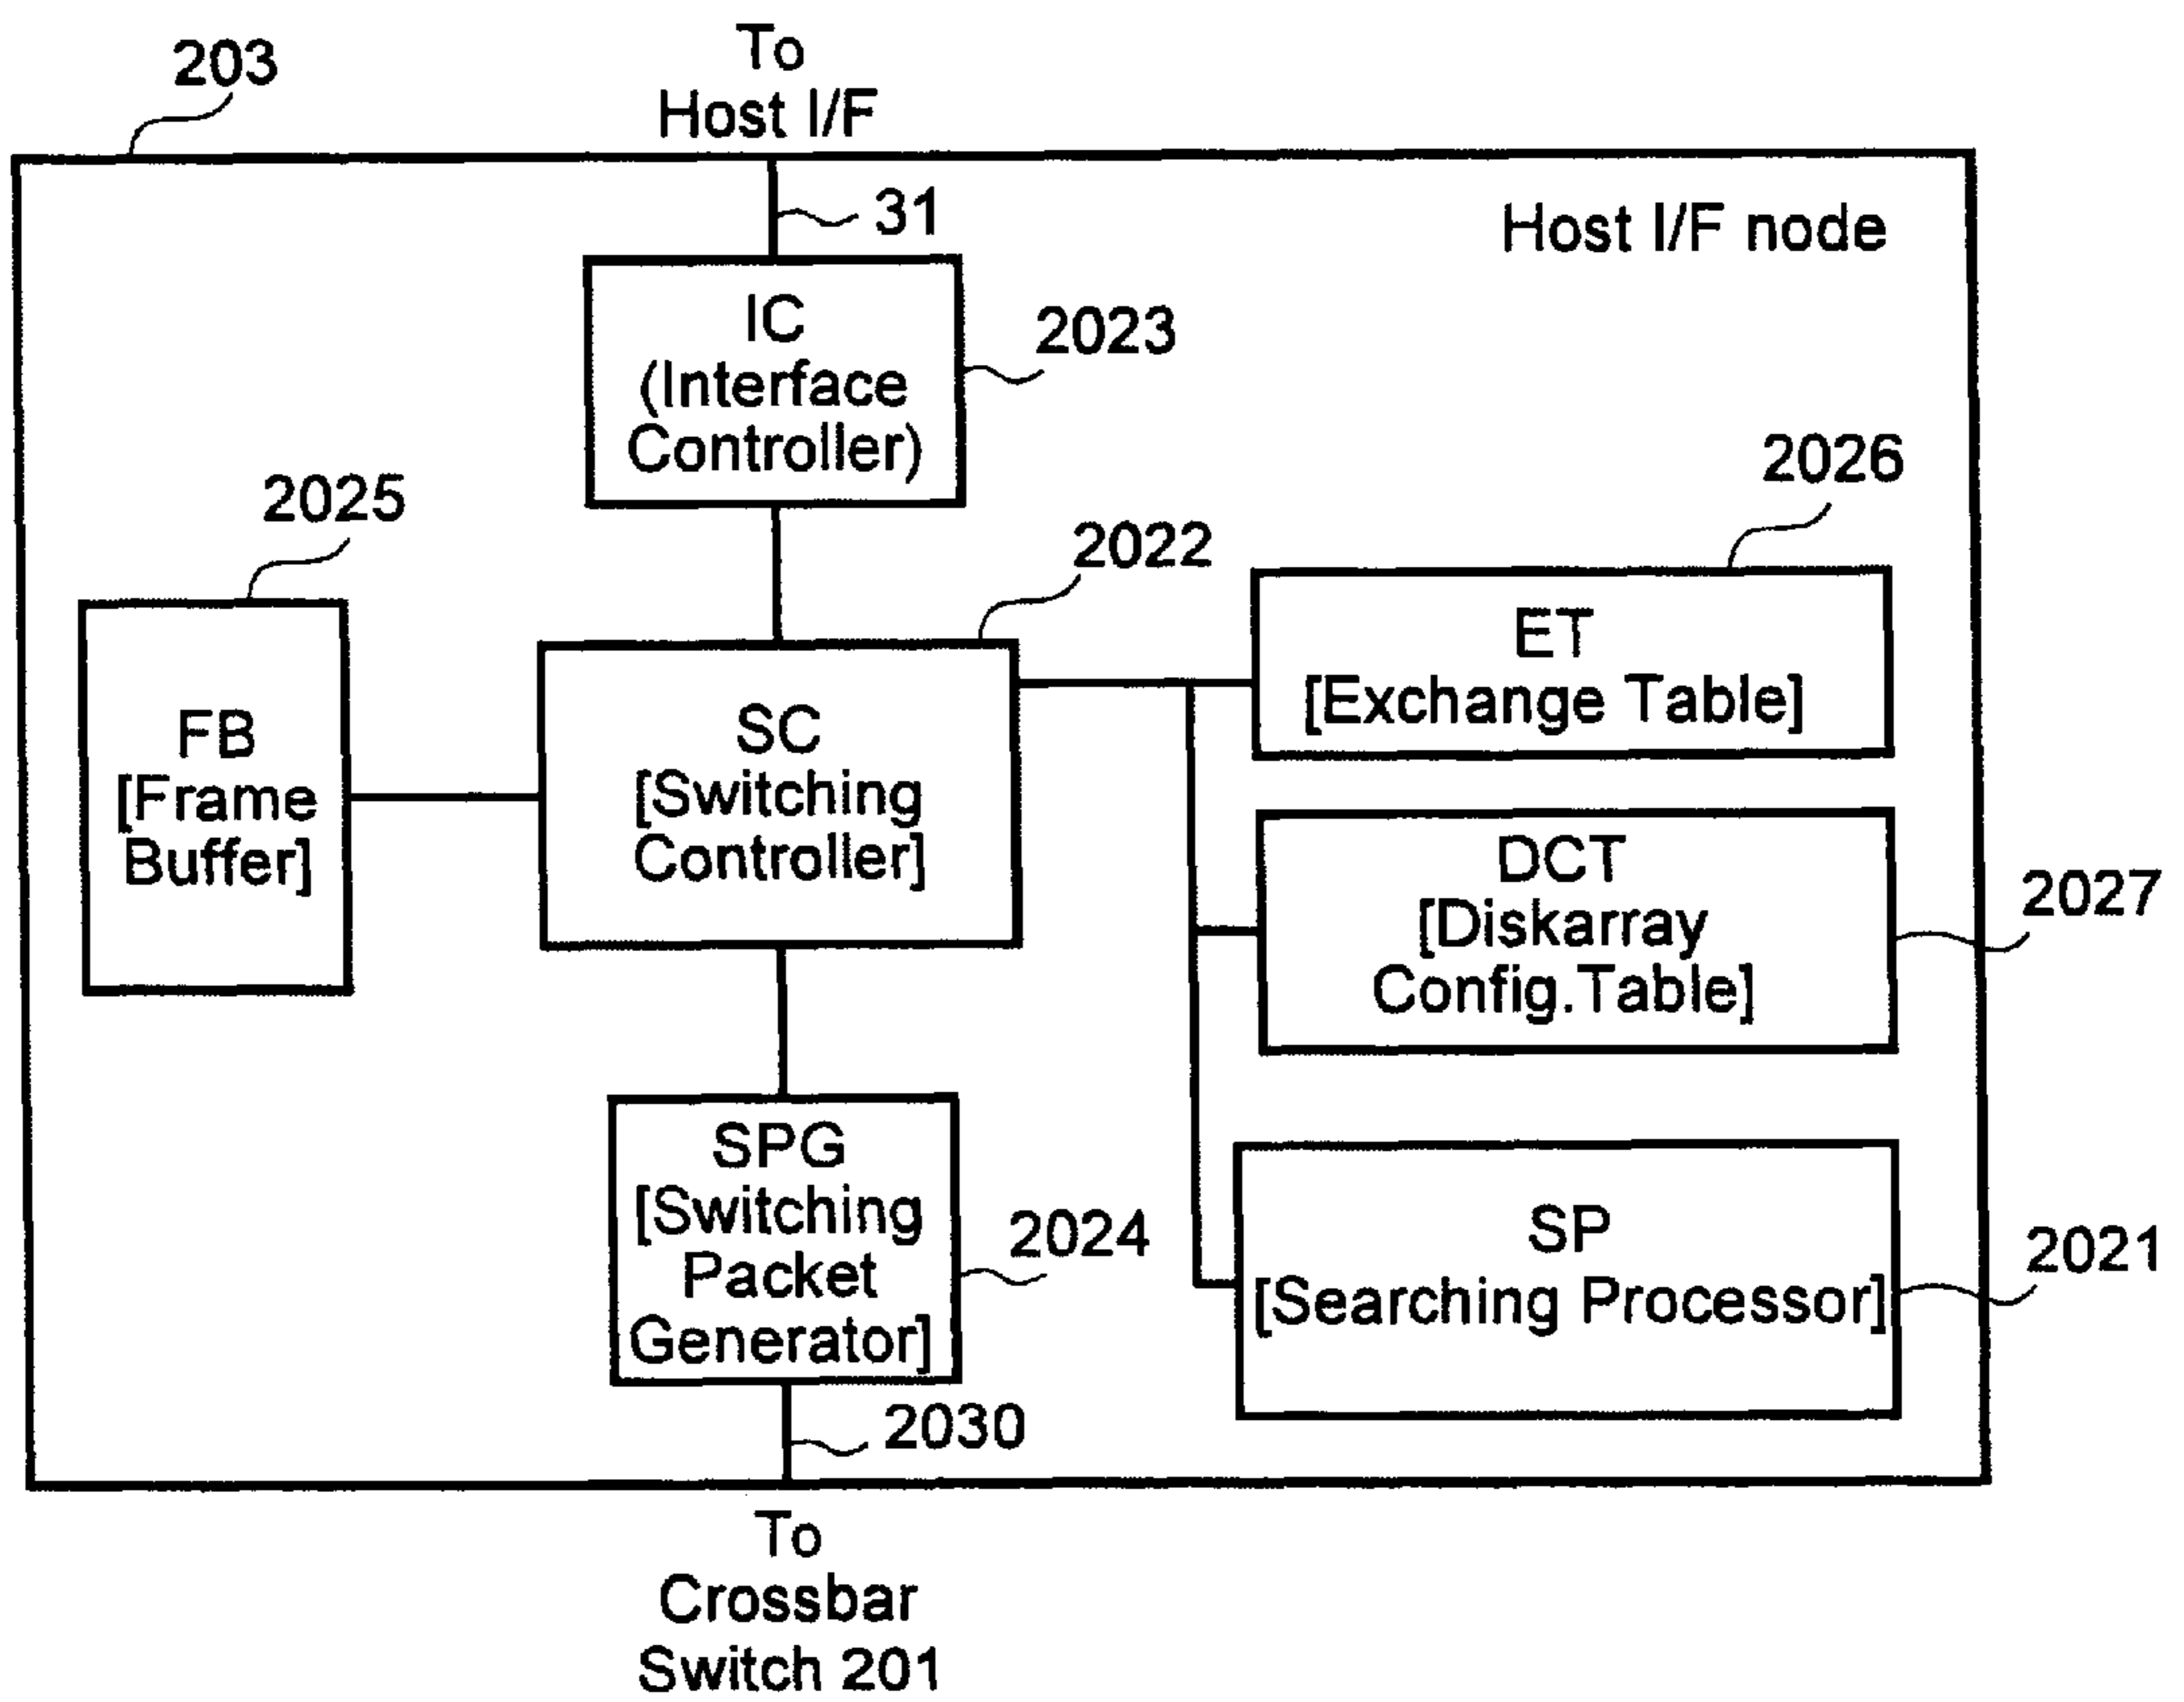 203
To
Host I/F
31
Host I/F node
IC
(Interface
Controller)
2023
2026
2025
2022
ET
[Exchange Table]
FB
[Frame
Buffer]
SC
[Switching
Controller]
DCT
[Diskarray
Config.Table]
2027
SPG
[Switching
Packet
Generator]
2024
SP
[Searching Processor]
2021
2030
To
Crossbar
Switch 201